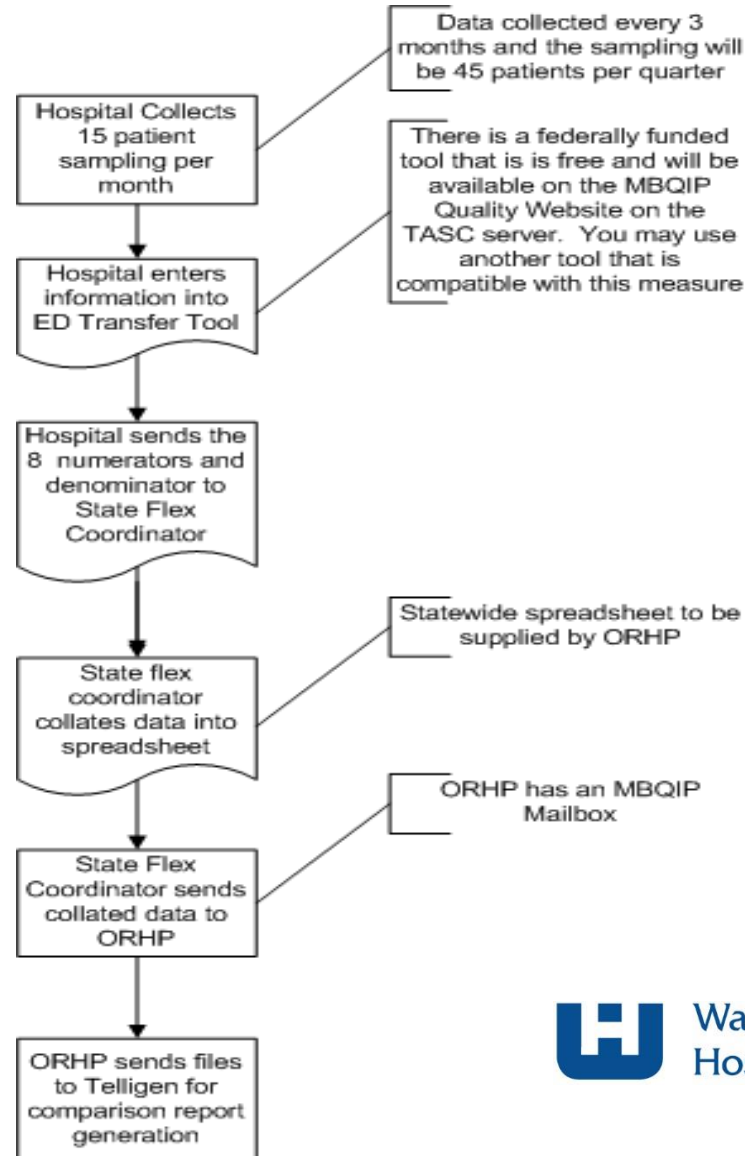 Data collected every 3
months and the sampling will
be 45 patients per quarter
Hospital Collects
15 patient
sampling per
month
There is a federally funded
tool that is is free and will be
available on the MBQIP
Quality Website on the
TASC server. You may use
another tool that is
compatible with this measure
Hospital enters
information into
ED Transfer Tool
Hospital sends the
8 numerators and
denominator to
State Flex
Coordinator
Statewide spreadsheet to be
supplied by ORHP
State flex
coordinator
collates data into
spreadsheet
ORHP has an MBQIP
Mailbox
State Flex
Coordinator sends
collated data to
ORHP
ORHP sends files
to Telligen for
comparison report
generation